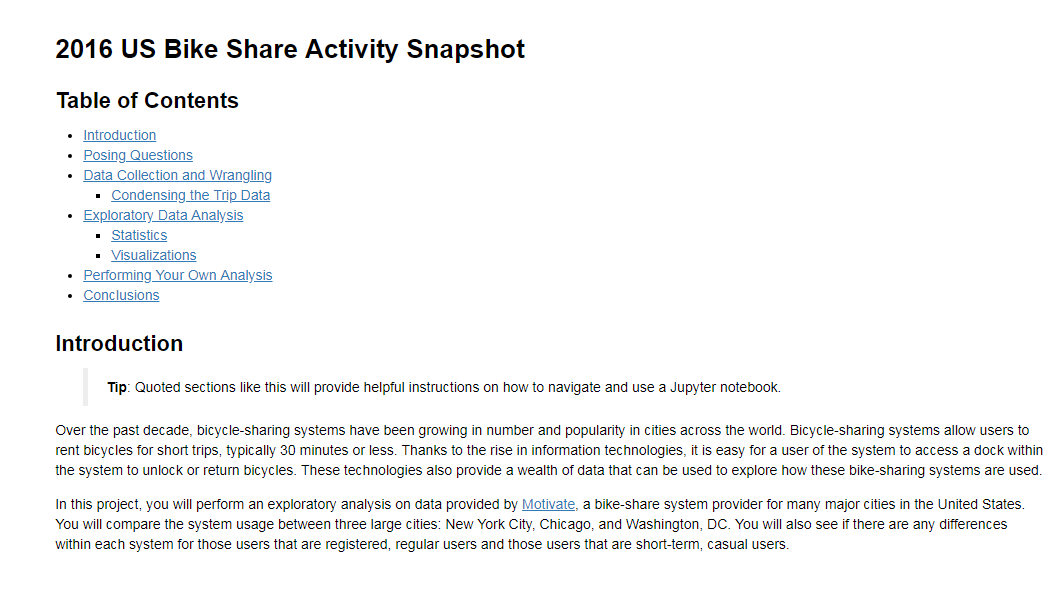 2016 US Bike Share Activity Snapshot
Table of Contents
Introduction
Posing Questions
Data Collection and Wrangling
Condensing the Trip Data
Exploratory Data Analysis
Statistics
Visualizations
Performing Your Own Analysis
Conclusions
Introduction
Tip: Quoted sections like this will provide helpful instructions on how to navigate and use a Jupyter notebook.
Over the past decade, bicycle-sharing systems have been growing in number and popularity in cities across the world. Bicycle-sharing systems allow users to
rent bicycles for short trips, typically 30 minutes or less. Thanks to the rise in information technologies, it is easy for a user of the system to access a dock within
the system to unlock or return bicycles. These technologies also provide a wealth of data that can be used to explore how these bike-sharing systems are used.
In this project, you will perform an exploratory analysis on data provided by Motivate, a bike-share system provider for many major cities in the United States.
You will compare the system usage between three large cities: New York City, Chicago, and Washington, DC. You will also see if there are any differences
within each system for those users that are registered, regular users and those users that are short-term, casual users.